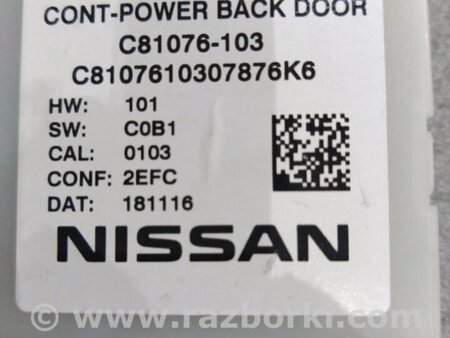 CONT-POWER BACK DOOR
C81076-103
C8107610307876K6
HW: 101
SW: C0B1
CAL: 0103
CONF: 2EFC
DAT: 181116
NISSAN
© www.razborki.com